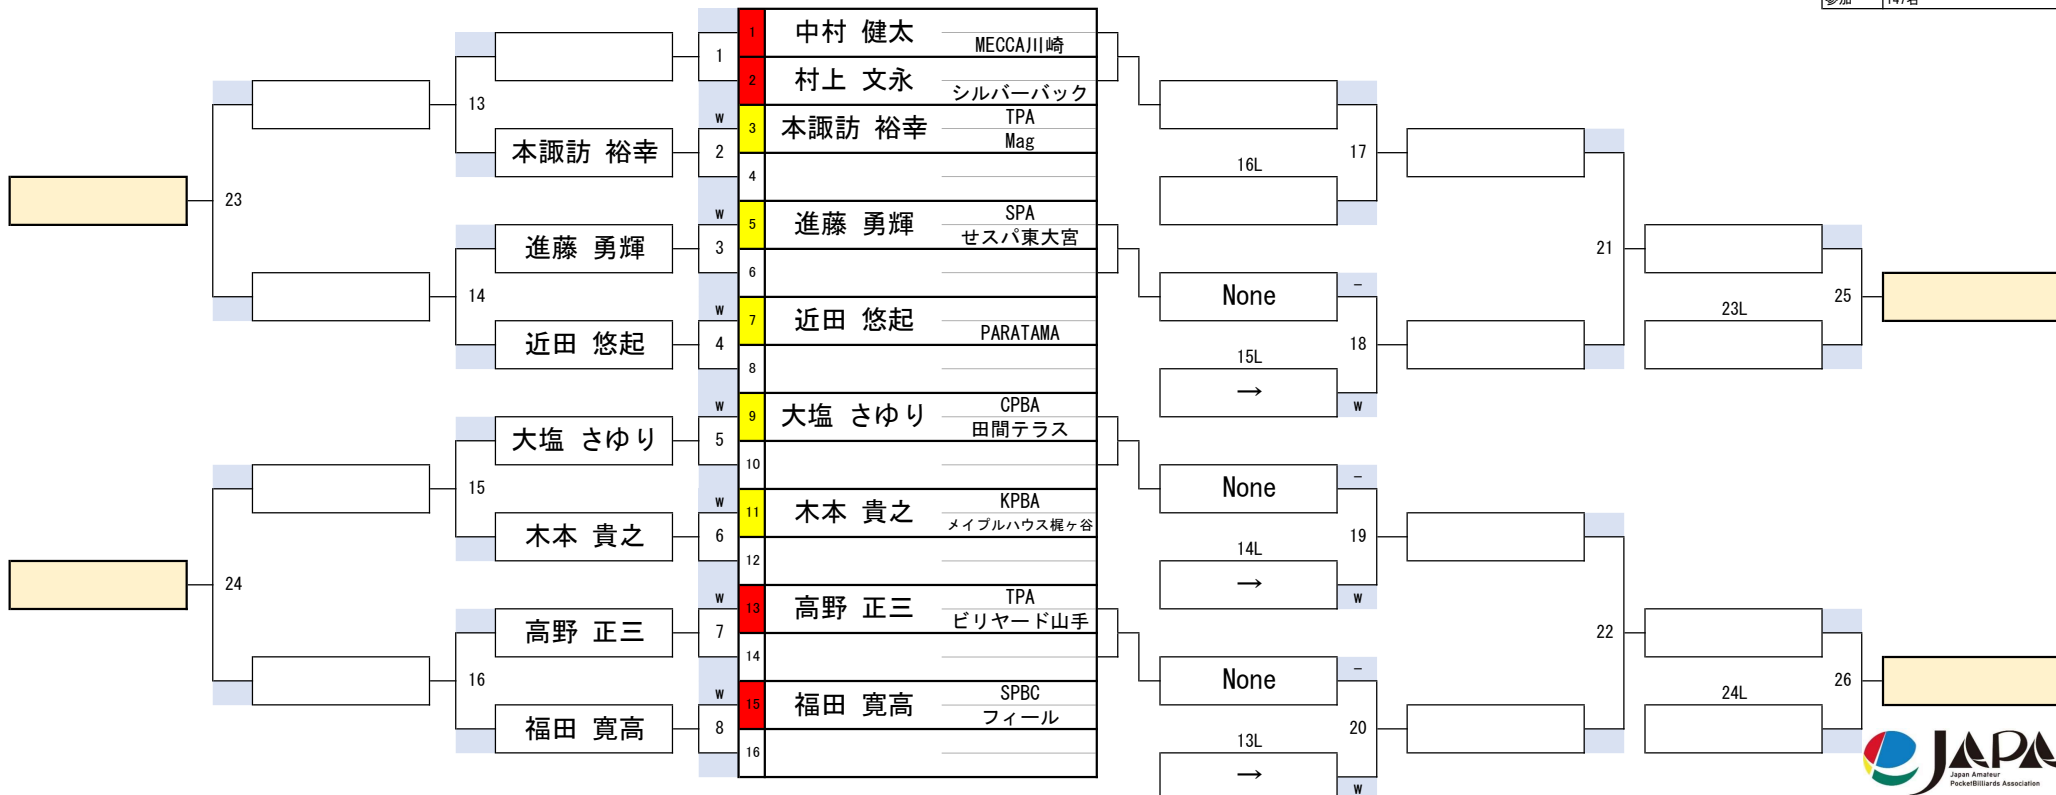 参加 147名
1 中村 健太 MECCA川崎
1
2 村上 文永 シルバーバック
13
W 3 本諏訪 裕幸 TPA
Mag
本諏訪 裕幸 2
17
16L
4
23
W 5 進藤 勇輝 SPA
せスパ東大宮
進藤 勇輝 3
21
6
14
None -
25
W 7 近田 悠起 PARATAMA
23L
近田 悠起 4
18
15L
8
→ W
W 9 大塩 さゆり CPBA
田間テラス
大塩 さゆり 5
10
15
None -
W 11 木本 貴之 KPBA
メイプルハウス梶ヶ谷
木本 貴之 6
19
14L
12
24
→ W
W 13 高野 正三 TPA
ビリヤード山手
高野 正三 7
22
14
16
None -
26
W 15 福田 寛高 SPBC
フィール
24L
福田 寛高 8
20
13L
16
→ W
JAPA
Japan Amateur
PocketBilliards Association